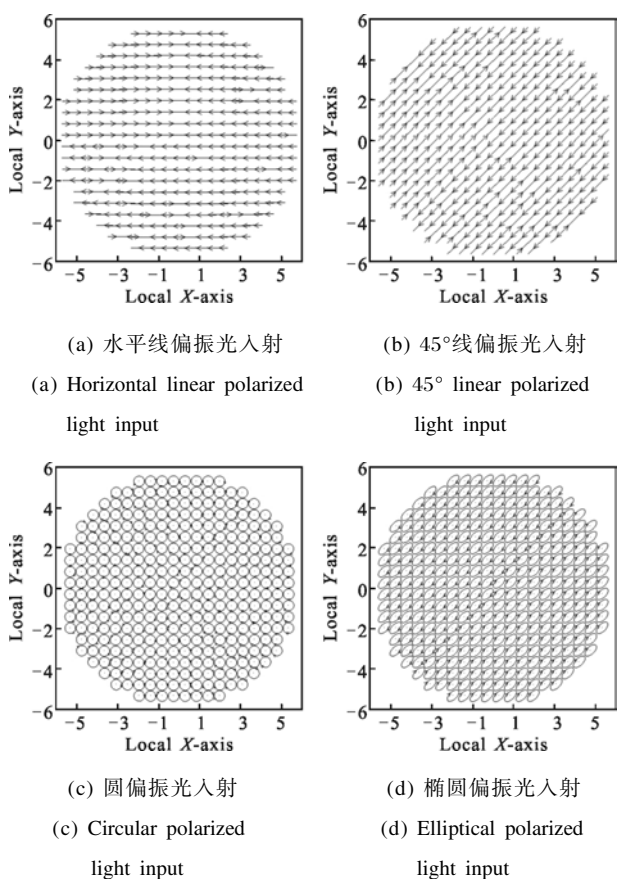 6
4
2
0
−2
−4
−6
Local Y-axis
−5 −3 −1 1 3 5
Local X-axis
6
4
2
0
−2
−4
−6
Local Y-axis
−5 −3 −1 1 3 5
Local X-axis
(a) 水平线偏振光入射
(a) Horizontal linear polarized
light input
(b) 45°线偏振光入射
(b) 45° linear polarized
light input
6
4
2
0
−2
−4
−6
Local Y-axis
−5 −3 −1 1 3 5
Local X-axis
6
4
2
0
−2
−4
−6
Local Y-axis
−5 −3 −1 1 3 5
Local X-axis
(c) 圆偏振光入射
(c) Circular polarized
light input
(d) 椭圆偏振光入射
(d) Elliptical polarized
light input